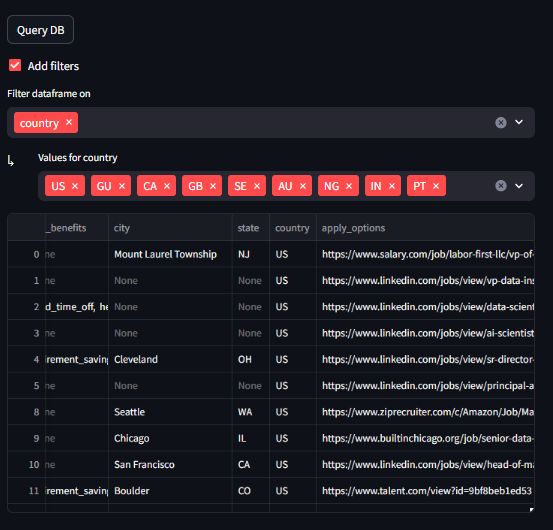 Query DB
Add filters
Filter dataframe on
country ×
↳ Values for country
US × GU × CA × GB × SE × AU × NG × IN × PT ×
_benefits city state country apply_options
0 ne Mount Laurel Township NJ US https://www.salary.com/job/labor-first-llc/vp-of-
1 ne None None US https://www.linkedin.com/jobs/view/vp-data-ins
2 d_time_off, he None None US https://www.linkedin.com/jobs/view/data-scient
3 ne None None US https://www.linkedin.com/jobs/view/ai-scientist
4 irement_saving Cleveland OH US https://www.linkedin.com/jobs/view/sr-director-
5 ne None None US https://www.linkedin.com/jobs/view/principal-a
8 ne Seattle WA US https://www.ziprecruiter.com/c/Amazon/Job/Ma
9 ne Chicago IL US https://www.builtinchicago.org/job/senior-data-
10 ne San Francisco CA US https://www.linkedin.com/jobs/view/head-of-ma
11 irement_saving Boulder CO US https://www.talent.com/view?id=9bf8beb1ed53